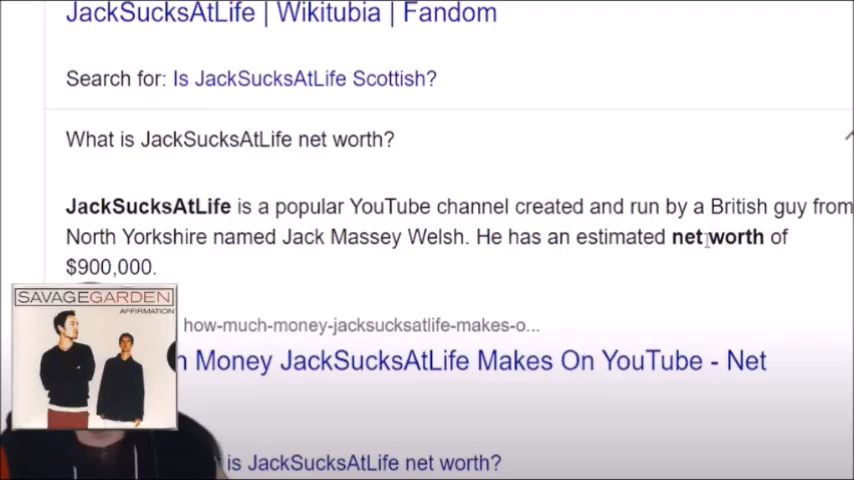 JackSucksAtLife | Wikitubia | Fandom
Search for: Is JackSucksAtLife Scottish?
What is JackSucksAtLife net worth?
JackSucksAtLife is a popular YouTube channel created and run by a British guy from
North Yorkshire named Jack Massey Welsh. He has an estimated net worth of
$900,000.
SAVAGEGARDEN
AFFIRMATION
how-much-money-jacksucksatlife-makes-o...
Money JackSucksAtLife Makes On YouTube - Net
is JackSucksAtLife net worth?